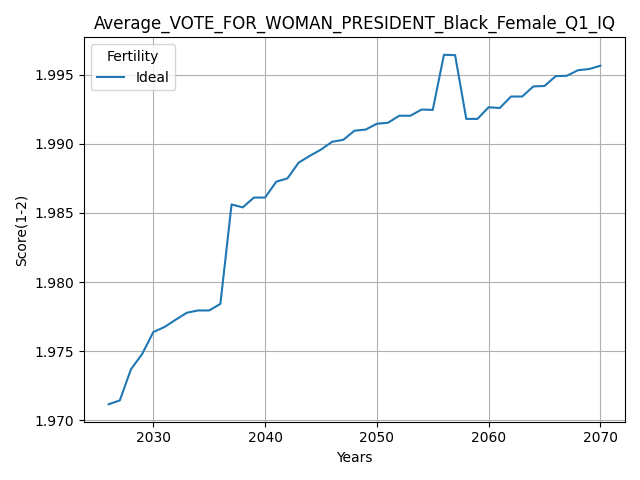 Average_VOTE_FOR_WOMAN_PRESIDENT_Black_Female_Q1_IQ
Fertility
Ideal
Score(1-2)
1.995
1.990
1.985
1.980
1.975
1.970
2030 2040 2050 2060 2070
Years